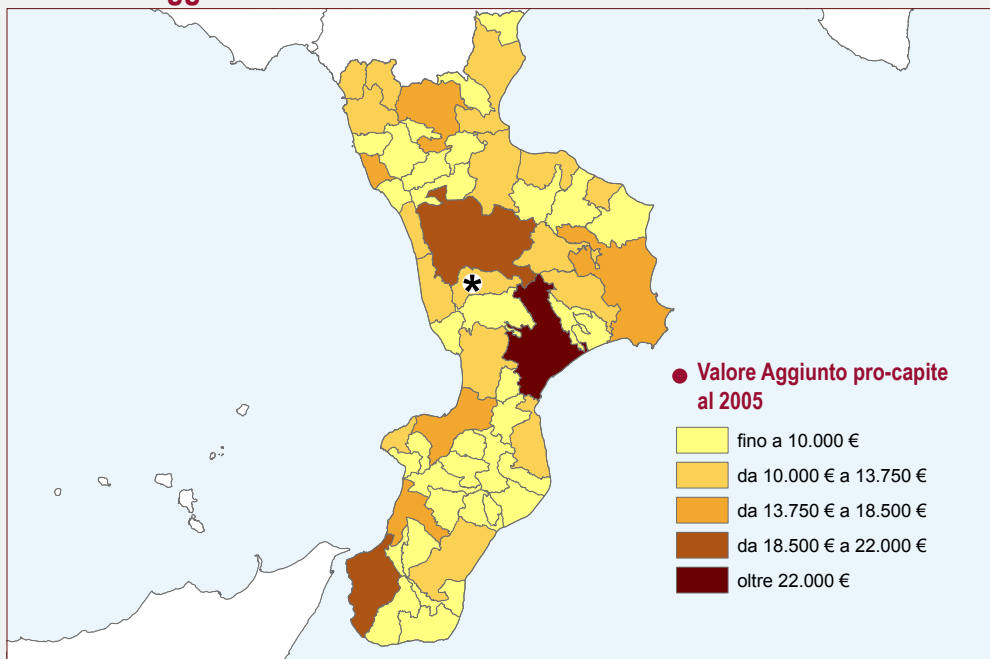 Valore Aggiunto pro-capite
al 2005
fino a 10.000 €
da 10.000 € a 13.750 €
da 13.750 € a 18.500 €
da 18.500 € a 22.000 €
oltre 22.000 €